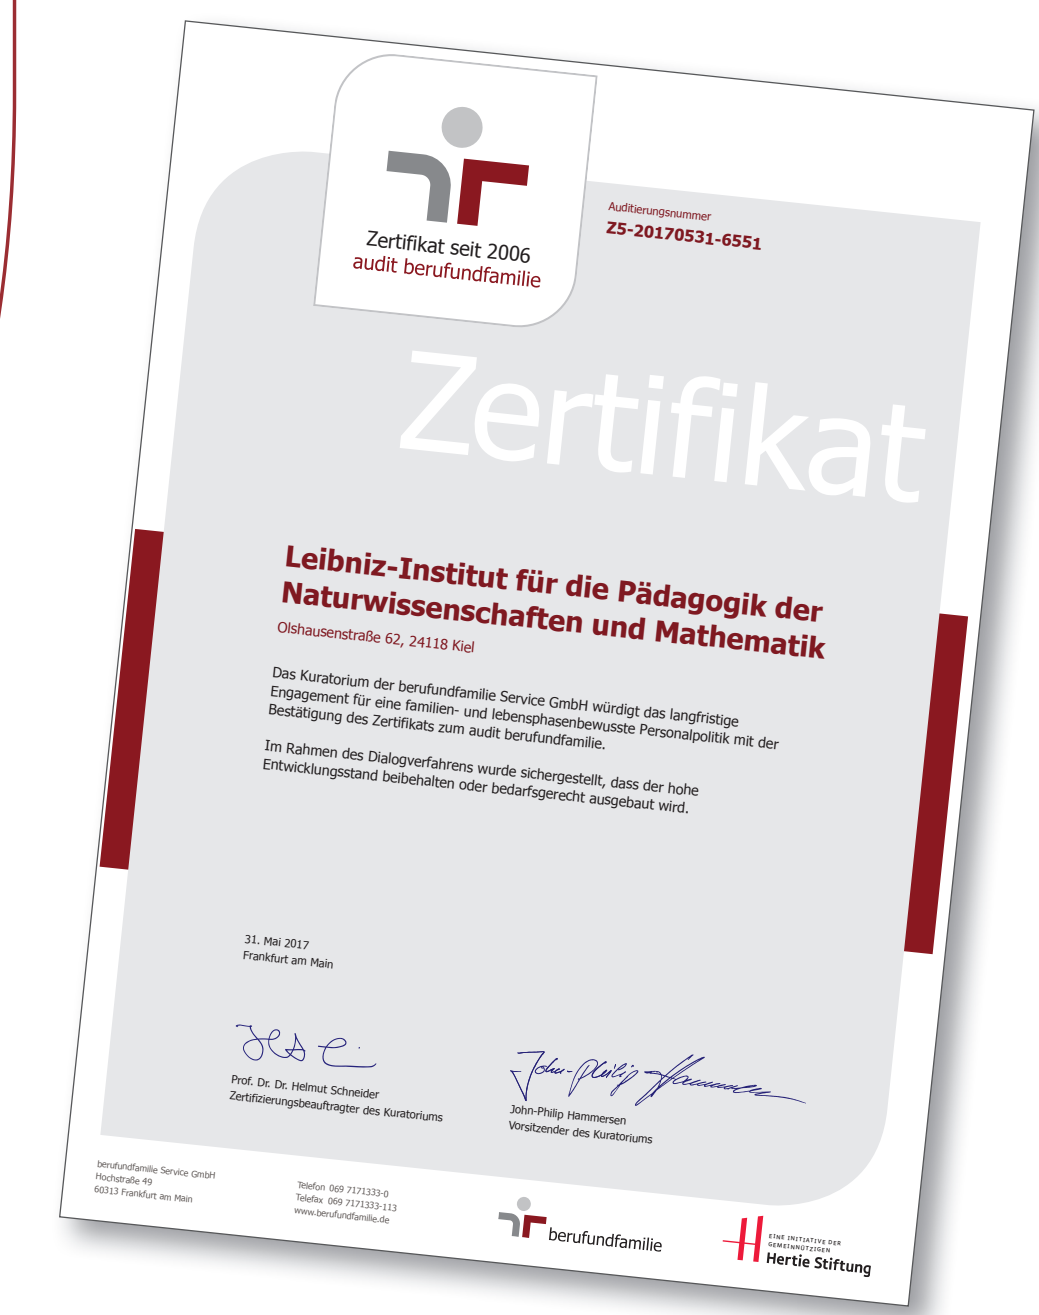 Zertifikat seit 2006
audit berufundfamilie
Auditierungsnummer
Z5-20170531-6551
Zertifikat
Leibniz-Institut für die Pädagogik der
Naturwissenschaften und Mathematik
Olshausenstraße 62, 24118 Kiel
Das Kuratorium der berufundfamilie Service GmbH würdigt das langfristige
Engagement für eine familien- und lebensphasenbewusste Personalpolitik mit der
Bestätigung des Zertifikats zum audit berufundfamilie.
Im Rahmen des Dialogverfahrens wurde sichergestellt, dass der hohe
Entwicklungsstand beibehalten oder bedarfsgerecht ausgebaut wird.
31. Mai 2017
Frankfurt am Main
John-Philip Hammersen
Prof. Dr. Dr. Helmut Schneider
Zertifizierungsbeauftragter des Kuratoriums
John-Philip Hammersen
Vorsitzender des Kuratoriums
berufundfamilie Service GmbH
Hochstraße 49
60313 Frankfurt am Main
Telefon 069 7171333-0
Telefax 069 7171333-113
www.berufundfamilie.de
berufundfamilie
EINE INITIATIVE DER
GEMEINNÜTZIGEN
Hertie Stiftung